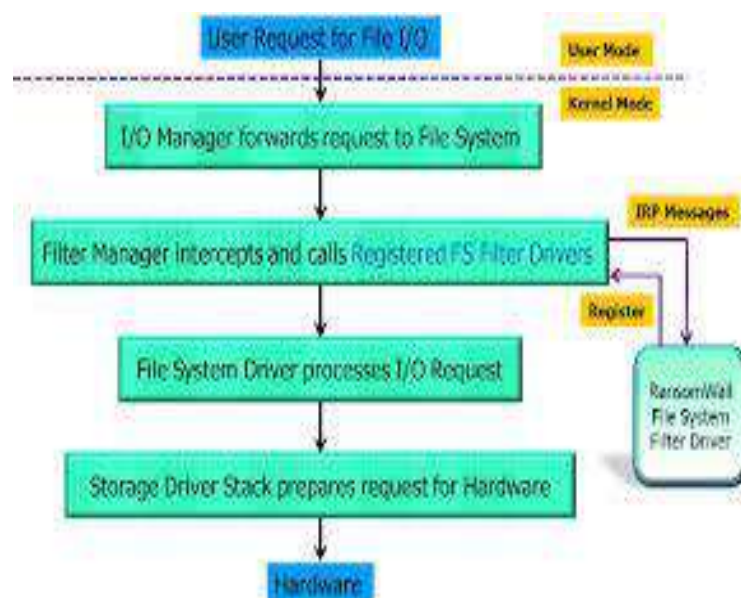 User Request for File I/O
User Mode
Kernel Mode
I/O Manager forwards request to File System
IRP Messages
Filter Manager intercepts and calls Registered FS Filter Drivers
Register
File System Driver processes I/O Request
RansomWall
File System
Filter Driver
Storage Driver Stack prepares request for Hardware
Hardware